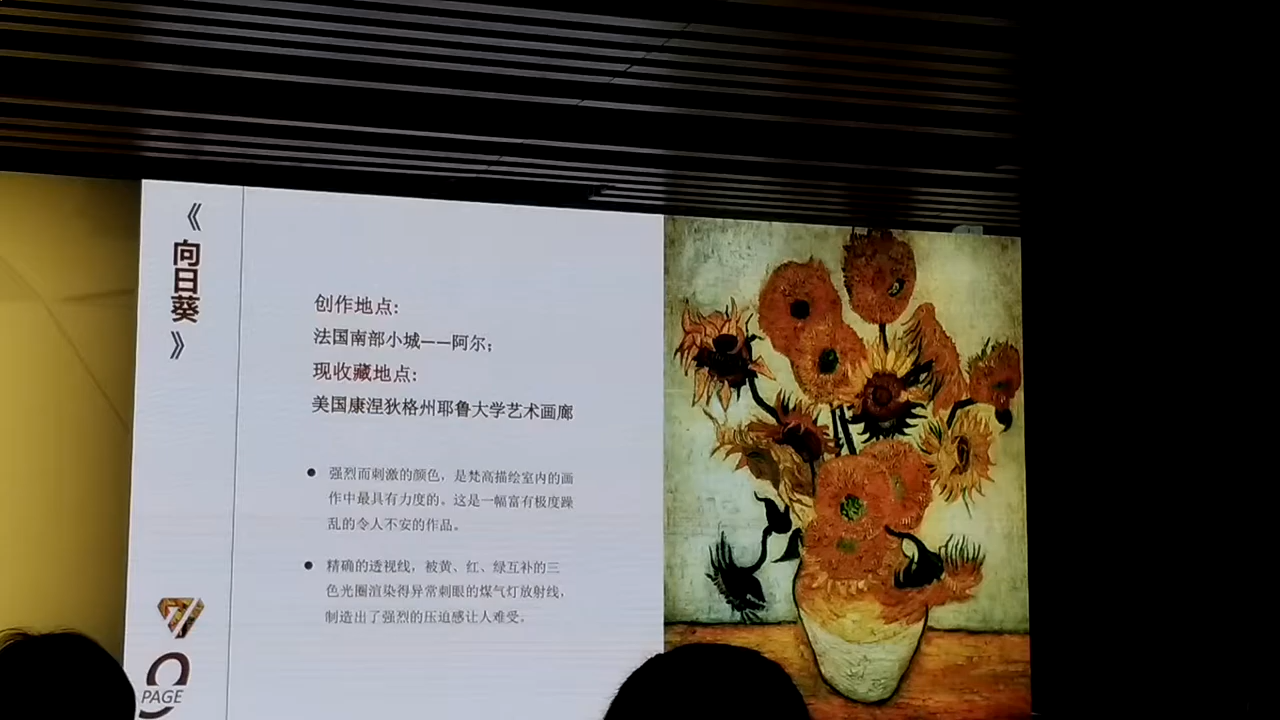 《向日葵》
创作地点:
法国南部小城——阿尔;
现收藏地点:
美国康涅狄格州耶鲁大学艺术画廊
● 强烈而刺激的颜色，是梵高描绘室内的画
作中最具有力度的。这是一幅富有极度躁
乱的令人不安的作品。
● 精确的透视线，被黄、红、绿互补的三
色光圈渲染得异常刺眼的煤气灯放射线，
制造出了强烈的压迫感让人难受。
PAGE